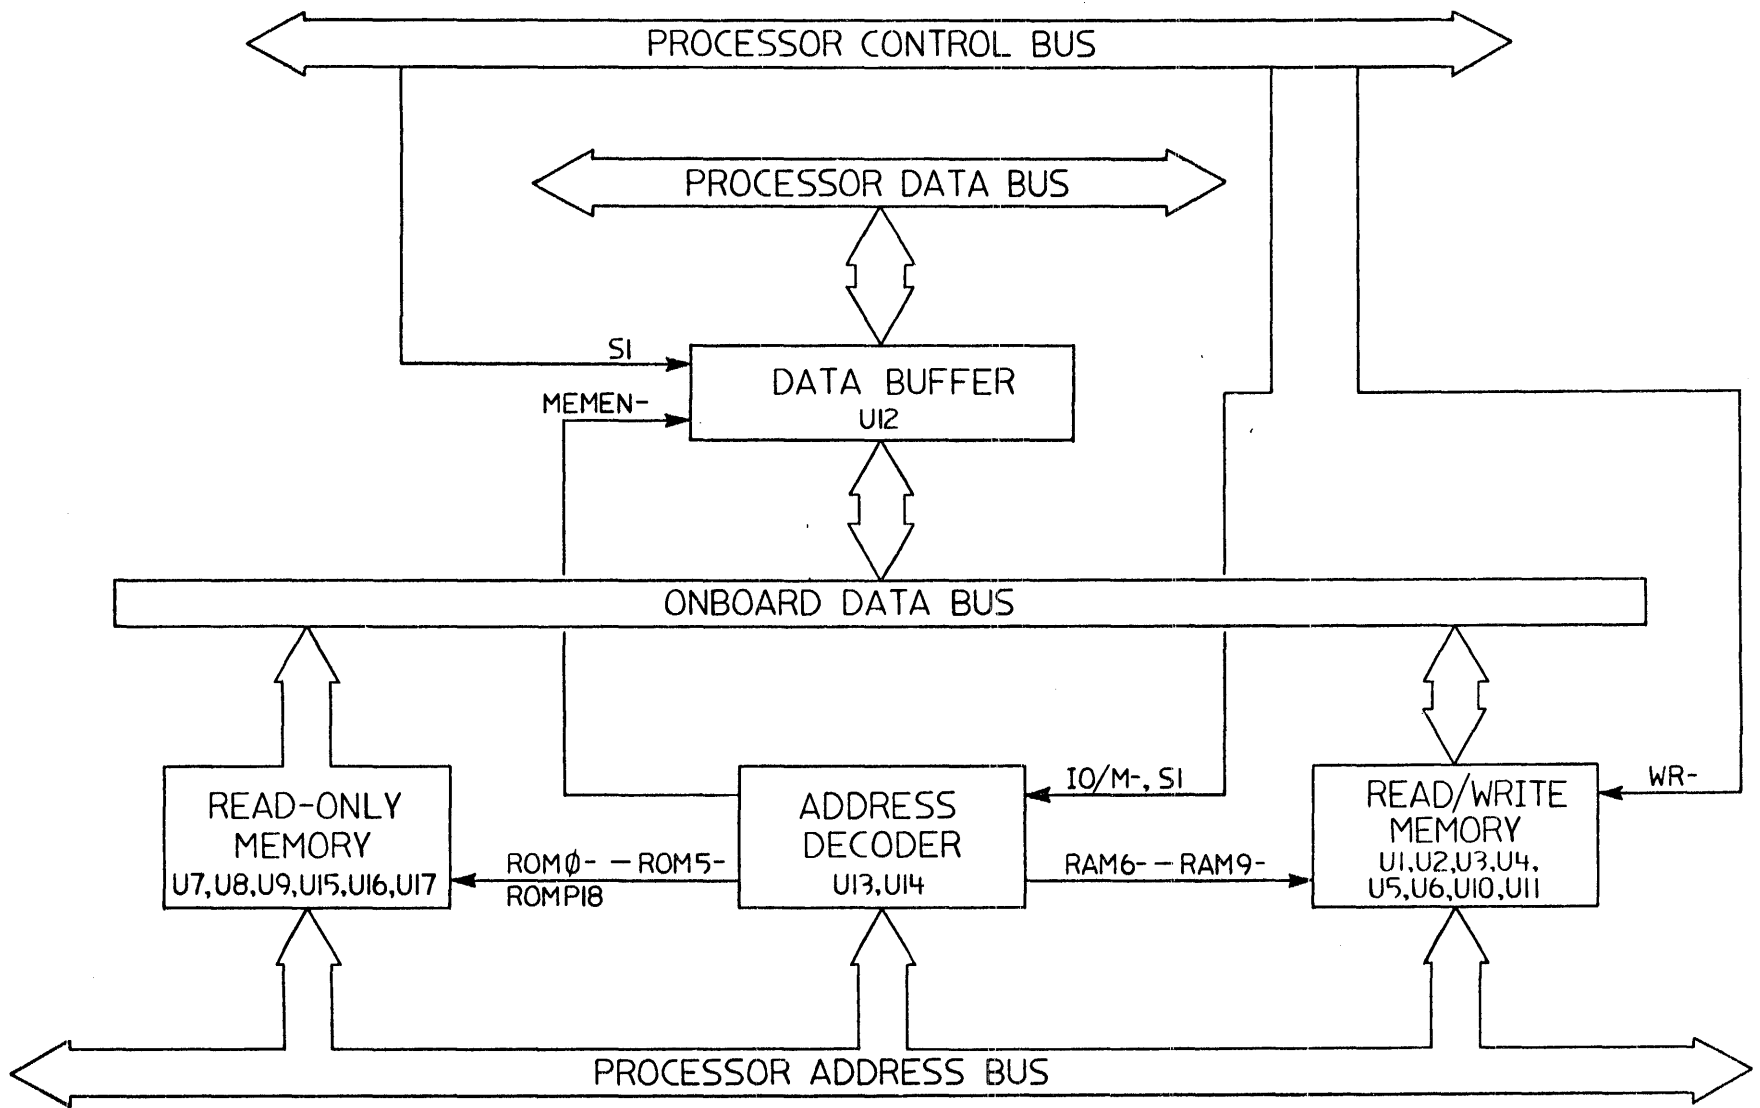 PROCESSOR CONTROL BUS
PROCESSOR DATA BUS
S1
DATA BUFFER
MEMEN-
U12
ONBOARD DATA BUS
READ-ONLY
MEMORY
U7,U8,U9,U15,U16,U17
ROMØ- - ROM5-
ROMP18
ADDRESS
DECODER
U13,U14
IO/M-, S1
RAM6- - RAM9-
READ/WRITE
MEMORY
U1,U2,U3,U4,
U5,U6,U10,U11
WR-
PROCESSOR ADDRESS BUS